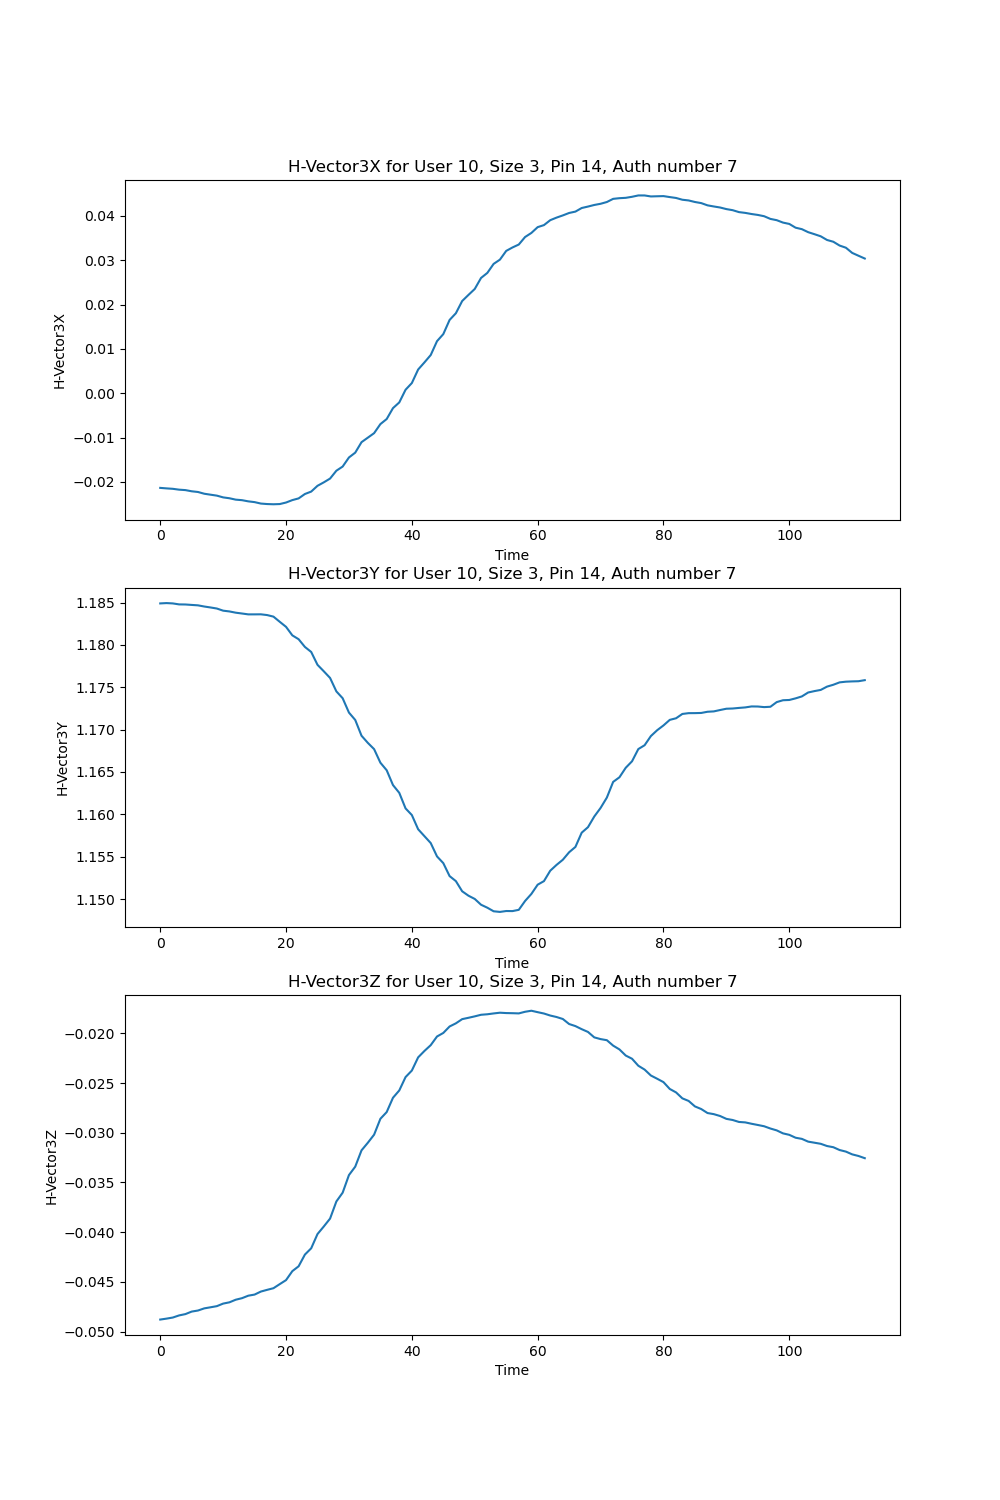 H-Vector3X for User 10, Size 3, Pin 14, Auth number 7
0.04
0.03
0.02
0.01
0.00
−0.01
−0.02
H-Vector3X
0 20 40 60 80 100
Time
H-Vector3Y for User 10, Size 3, Pin 14, Auth number 7
1.185
1.180
1.175
1.170
1.165
1.160
1.155
1.150
H-Vector3Y
0 20 40 60 80 100
Time
H-Vector3Z for User 10, Size 3, Pin 14, Auth number 7
−0.020
−0.025
−0.030
−0.035
−0.040
−0.045
−0.050
H-Vector3Z
0 20 40 60 80 100
Time